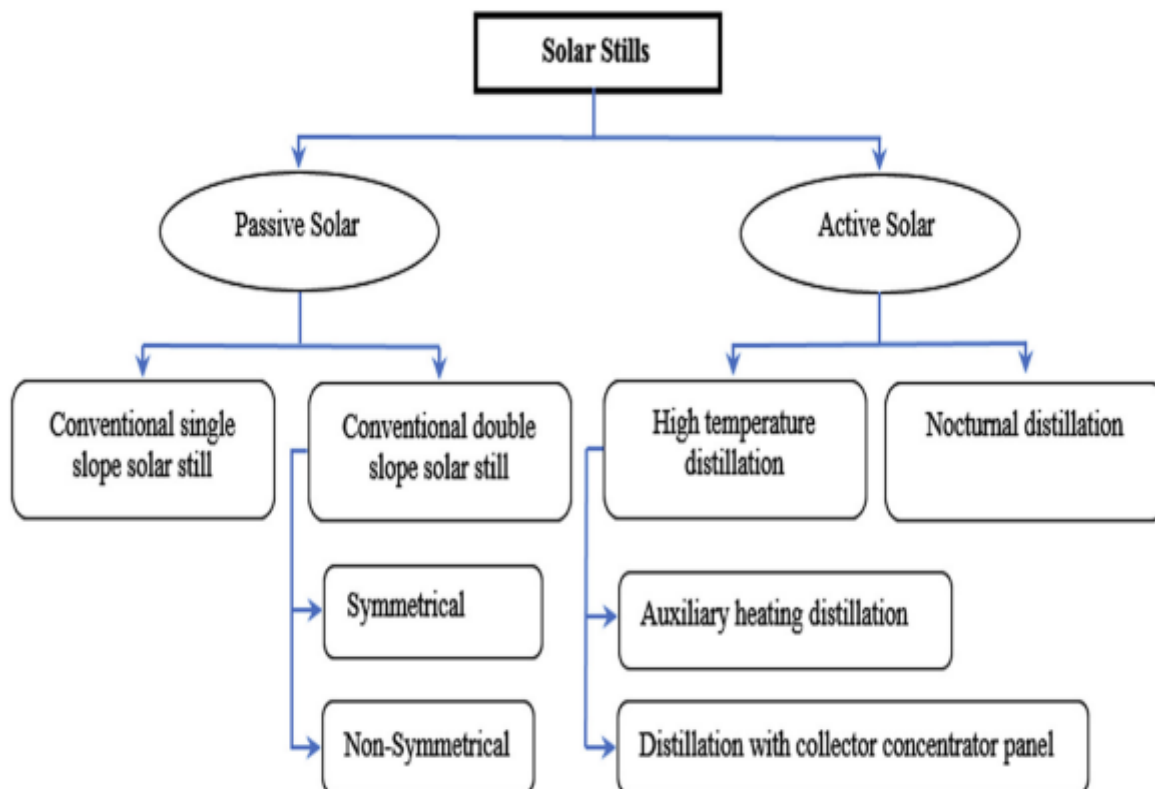 Solar Stills
Passive Solar
Active Solar
Conventional single
slope solar still
Conventional double
slope solar still
High temperature
distillation
Nocturnal distillation
Symmetrical
Auxiliary heating distillation
Non-Symmetrical
Distillation with collector concentrator panel